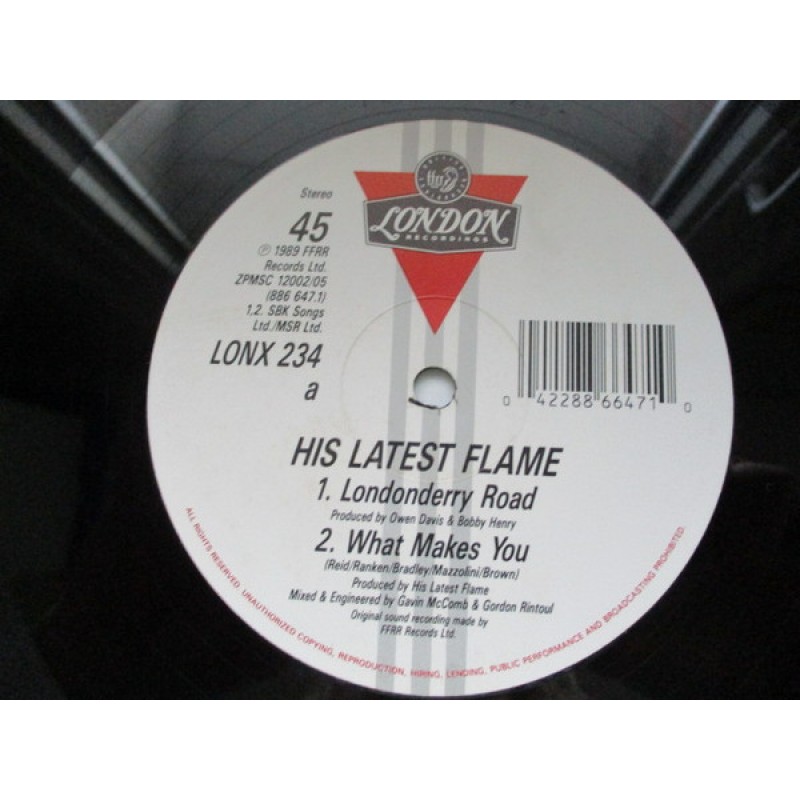 Stereo
45
℗ 1989 FFRR
Records Ltd.
ZPMSC 12002/05
(886 647.1)
1,2. SBK Songs
Ltd./MSR Ltd.
LONX 234
a
ffrr
LONDON
RECORDINGS
0 42288 66471 0
HIS LATEST FLAME
1. Londonderry Road
Produced by Owen Davis & Bobby Henry
2. What Makes You
(Reid/Ranken/Bradley/Mazzolini/Brown)
Produced by His Latest Flame
Mixed & Engineered by Gavin McComb & Gordon Rintoul
Original sound recording made by
FFRR Records Ltd.
ALL RIGHTS RESERVED. UNAUTHORIZED COPYING, REPRODUCTION, HIRING, LENDING, PUBLIC PERFORMANCE AND BROADCASTING PROHIBITED.